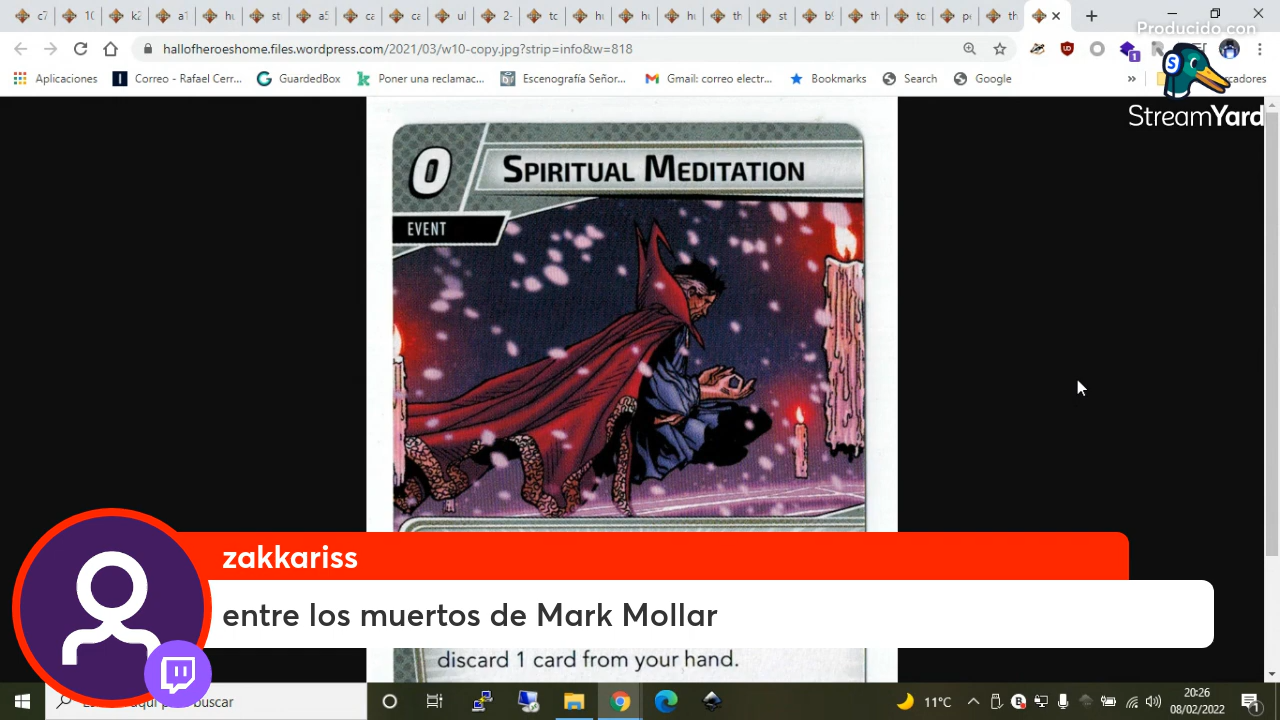 Producido con
StreamYard
hallofheroeshome.files.wordpress.com/2021/03/w10-copy.jpg?strip=info&w=818
Aplicaciones
Correo - Rafael Cerr...
GuardedBox
Poner una reclamac...
Escenografía Señor...
Gmail: correo electr...
Bookmarks
Search
Google
0
SPIRITUAL MEDITATION
EVENT
zakkariss
entre los muertos de Mark Mollar
discard 1 card from your hand.
buscar
11°C
20:26
08/02/2022